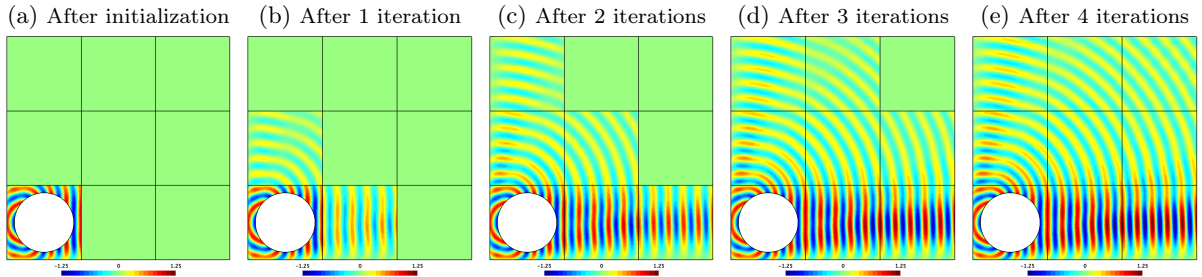 (a) After initialization
(b) After 1 iteration
(c) After 2 iterations
(d) After 3 iterations
(e) After 4 iterations
−1.25 0 1.25
−1.25 0 1.25
−1.25 0 1.25
−1.25 0 1.25
−1.25 0 1.25